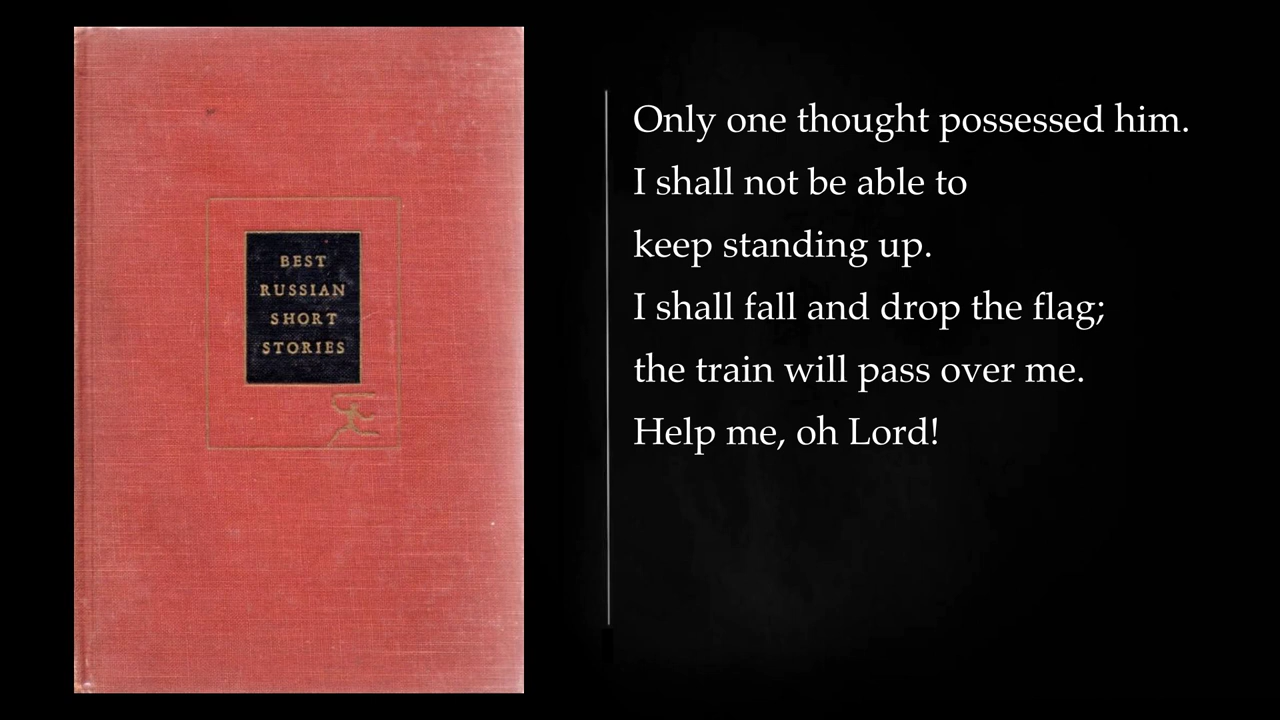 BEST
RUSSIAN
SHORT
STORIES
Only one thought possessed him.
I shall not be able to
keep standing up.
I shall fall and drop the flag;
the train will pass over me.
Help me, oh Lord!